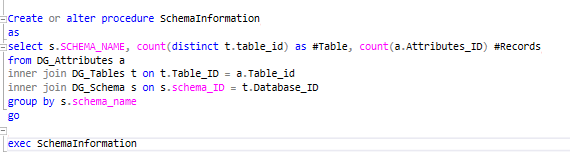 Create or alter procedure SchemaInformation
as
select s.SCHEMA_NAME, count(distinct t.table_id) as #Table, count(a.Attributes_ID) #Records
from DG_Attributes a
inner join DG_Tables t on t.Table_ID = a.Table_id
inner join DG_Schema s on s.schema_ID = t.Database_ID
group by s.schema_name
go
exec SchemaInformation